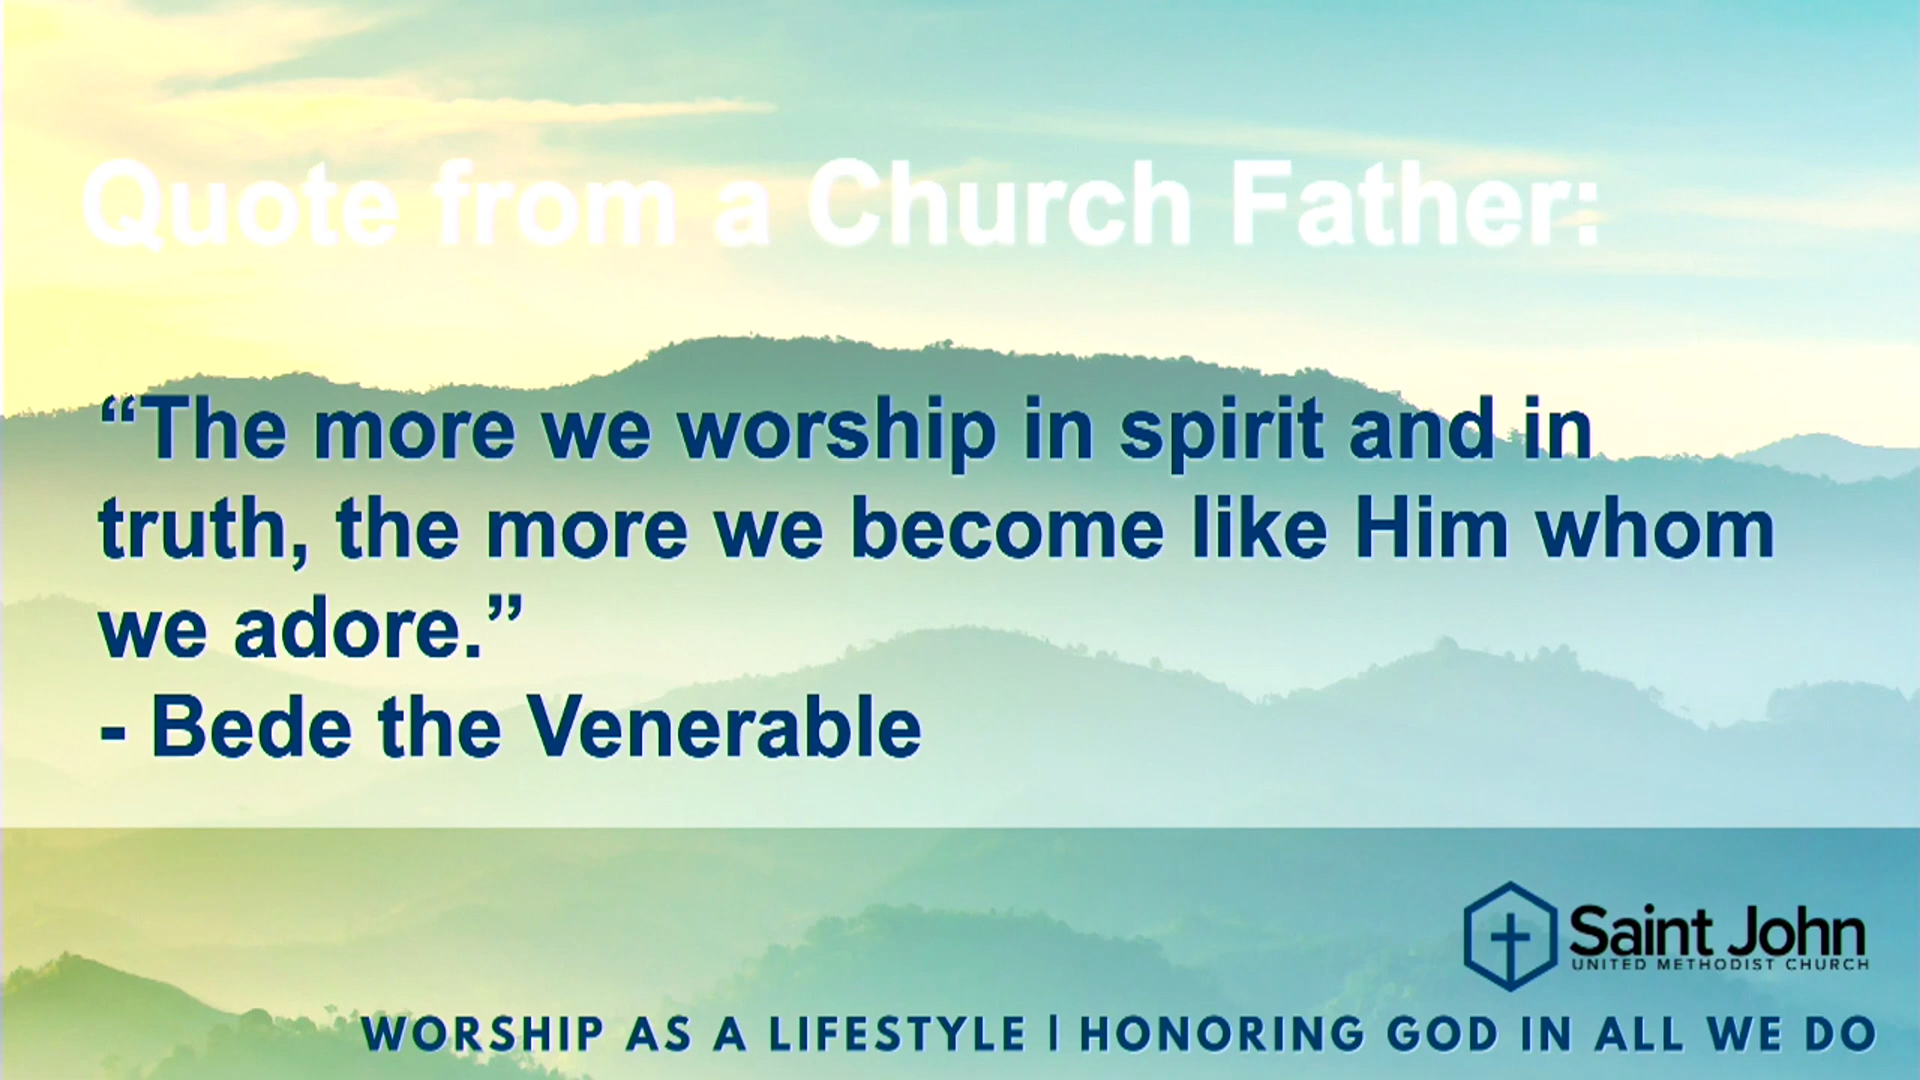 Quote from a Church Father:
“The more we worship in spirit and in
truth, the more we become like Him whom
we adore.”
- Bede the Venerable
Saint John
UNITED METHODIST CHURCH
WORSHIP AS A LIFESTYLE | HONORING GOD IN ALL WE DO